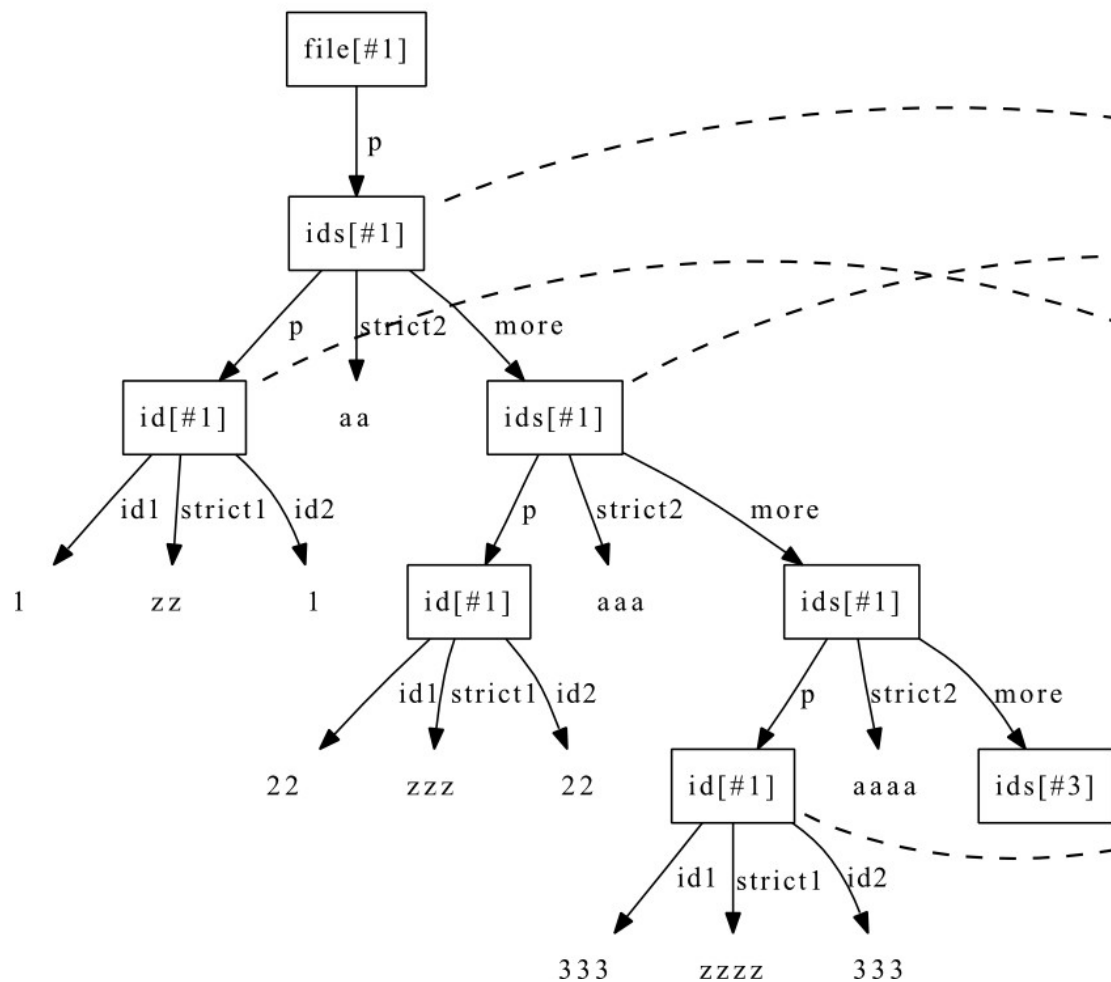 file[#1]
p
ids[#1]
p strict2 more
id[#1] aa ids[#1]
id1 strict1 id2 p strict2 more
1 zz 1 id[#1] aaa ids[#1]
id1 strict1 id2 p strict2 more
22 zzz 22 id[#1] aaaa ids[#3]
id1 strict1 id2
333 zzzz 333